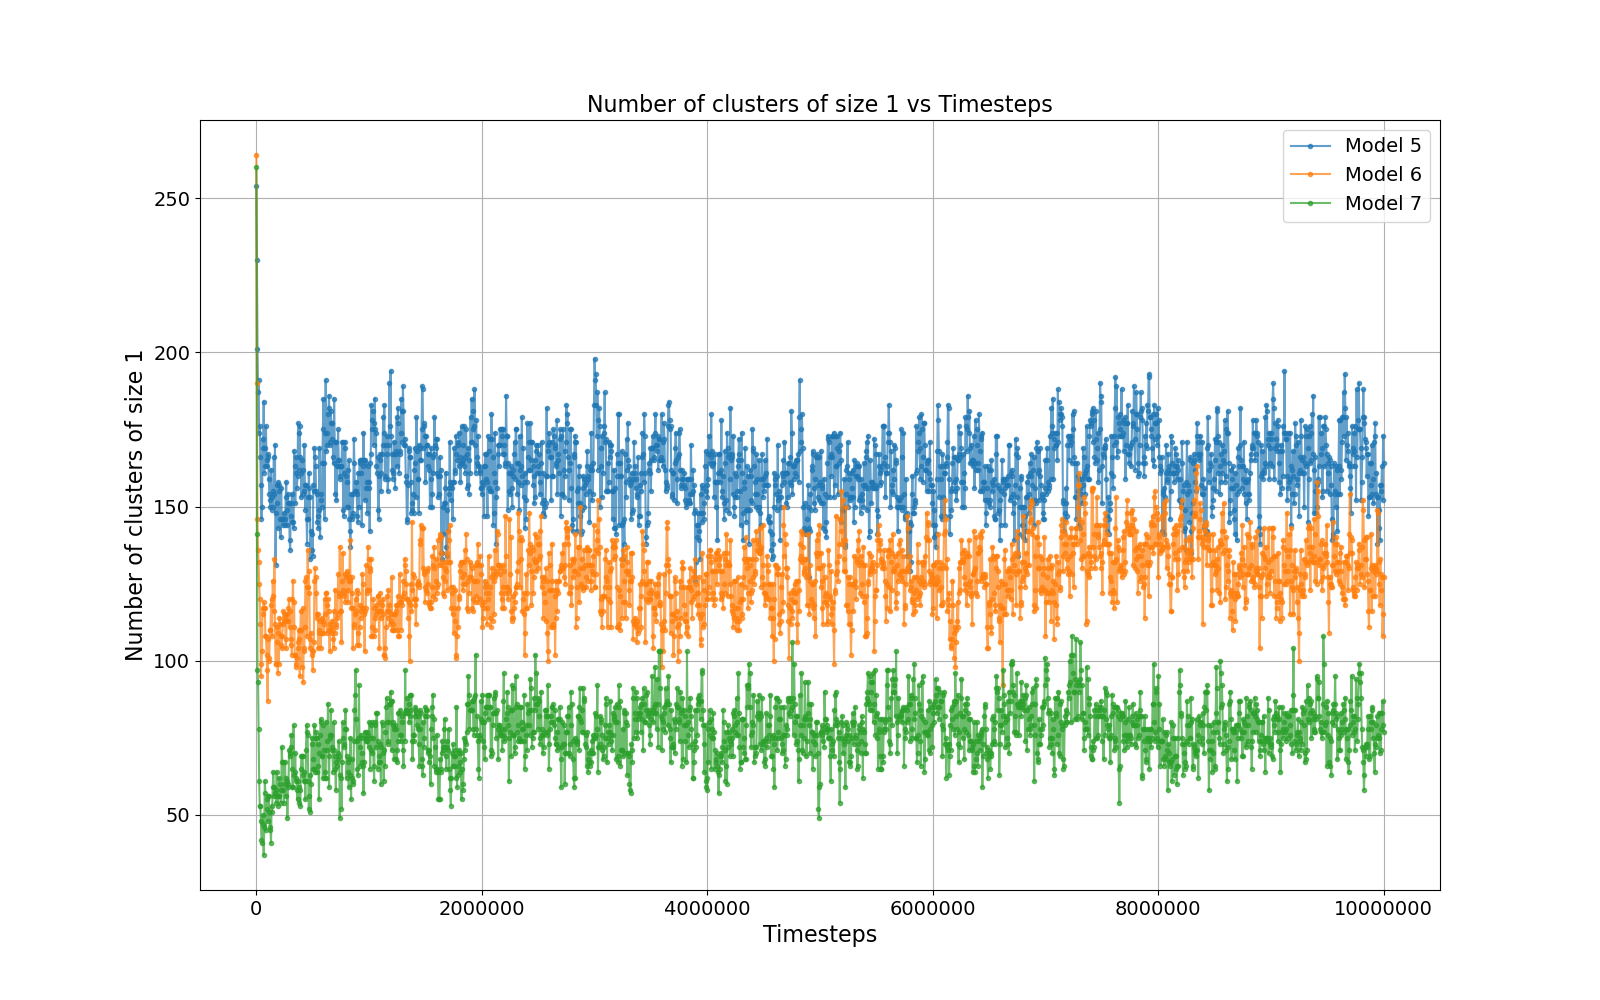 Number of clusters of size 1 vs Timesteps
Model 5
Model 6
Model 7
Number of clusters of size 1
250
200
150
100
50
0
2000000
4000000
6000000
8000000
10000000
Timesteps